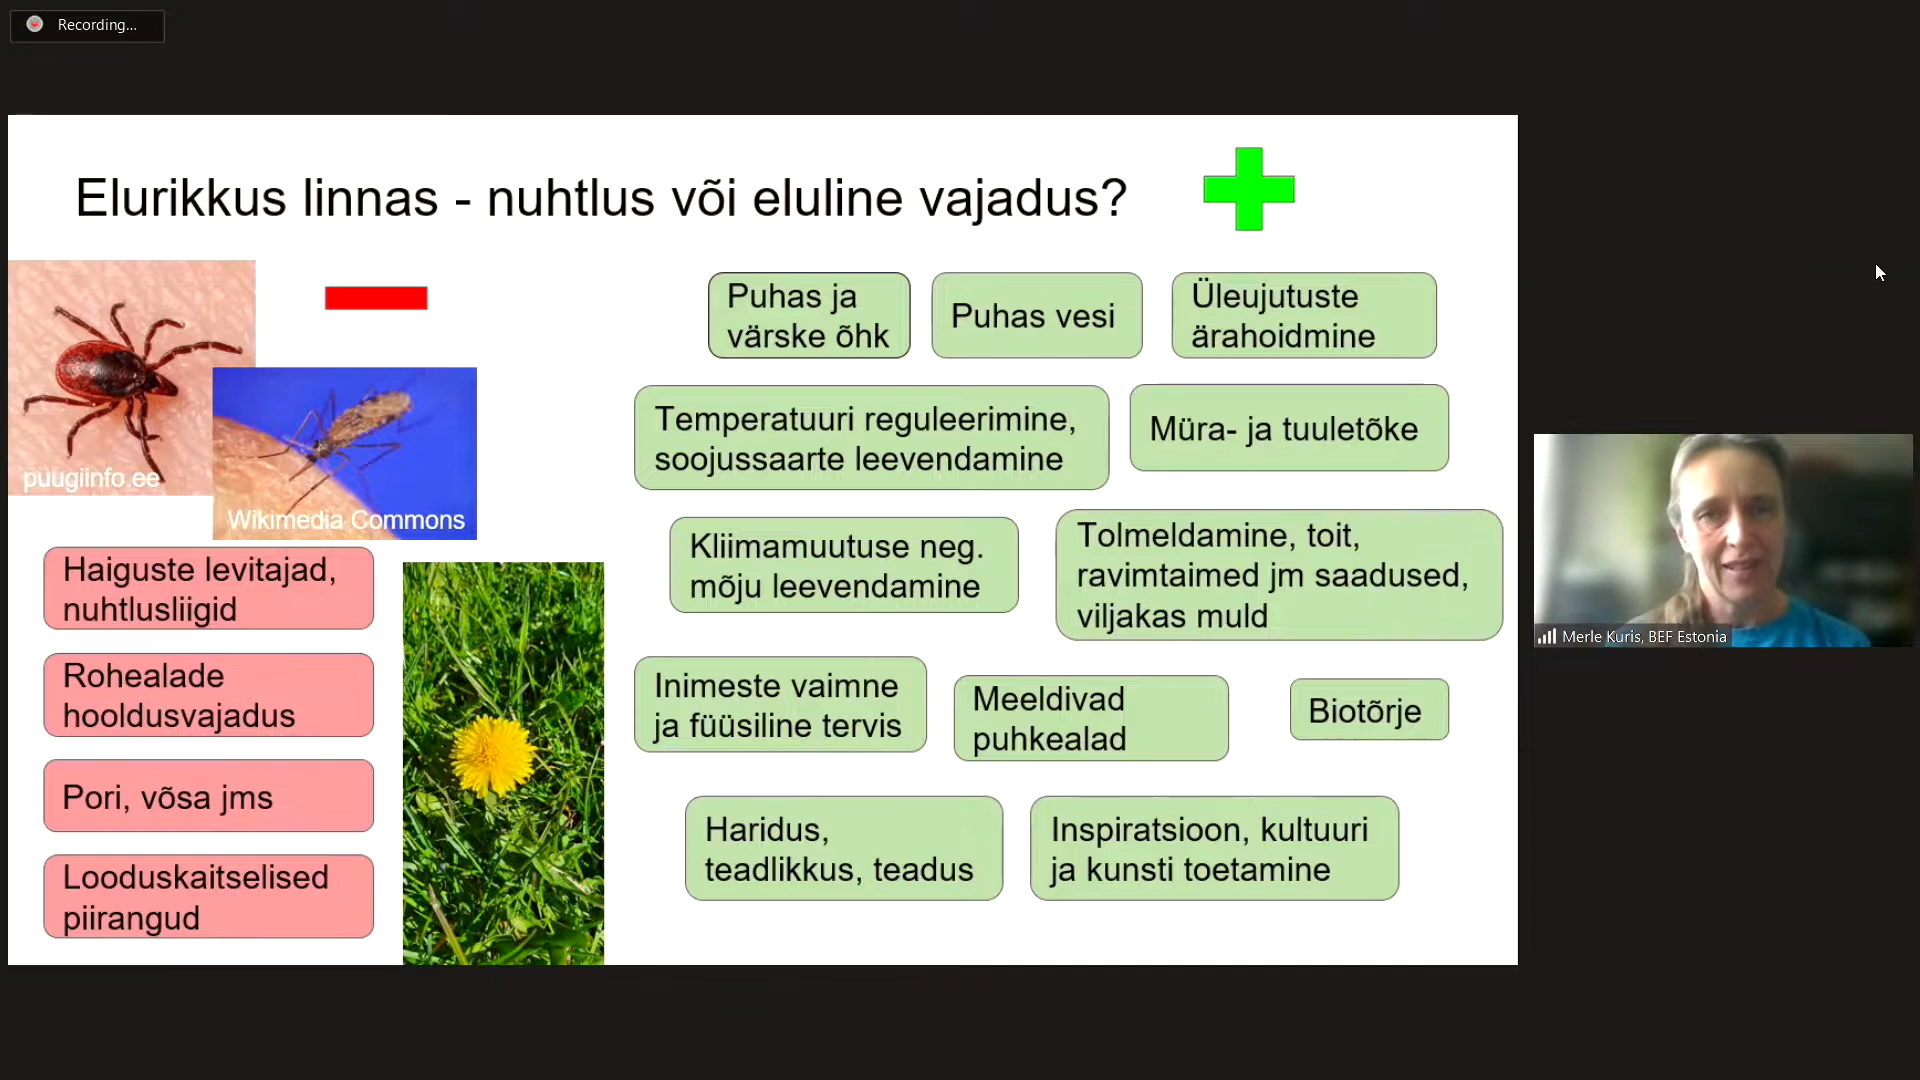 Recording...
Elurikkus linnas - nuhtlus või eluline vajadus?
puugiinfo.ee
Wikimedia Commons
Haiguste levitajad,
nuhtlusliigid
Rohealade
hooldusvajadus
Pori, võsa jms
Looduskaitselised
piirangud
Puhas ja
värske õhk
Puhas vesi
Üleujutuste
ärahoidmine
Temperatuuri reguleerimine,
soojussaarte leevendamine
Müra- ja tuuletõke
Kliimamuutuse neg.
mõju leevendamine
Tolmeldamine, toit,
ravimtaimed jm saadused,
viljakas muld
Inimeste vaimne
ja füüsiline tervis
Meeldivad
puhkealad
Biotõrje
Haridus,
teadlikkus, teadus
Inspiratsioon, kultuuri
ja kunsti toetamine
Merle Kuris, BEF Estonia